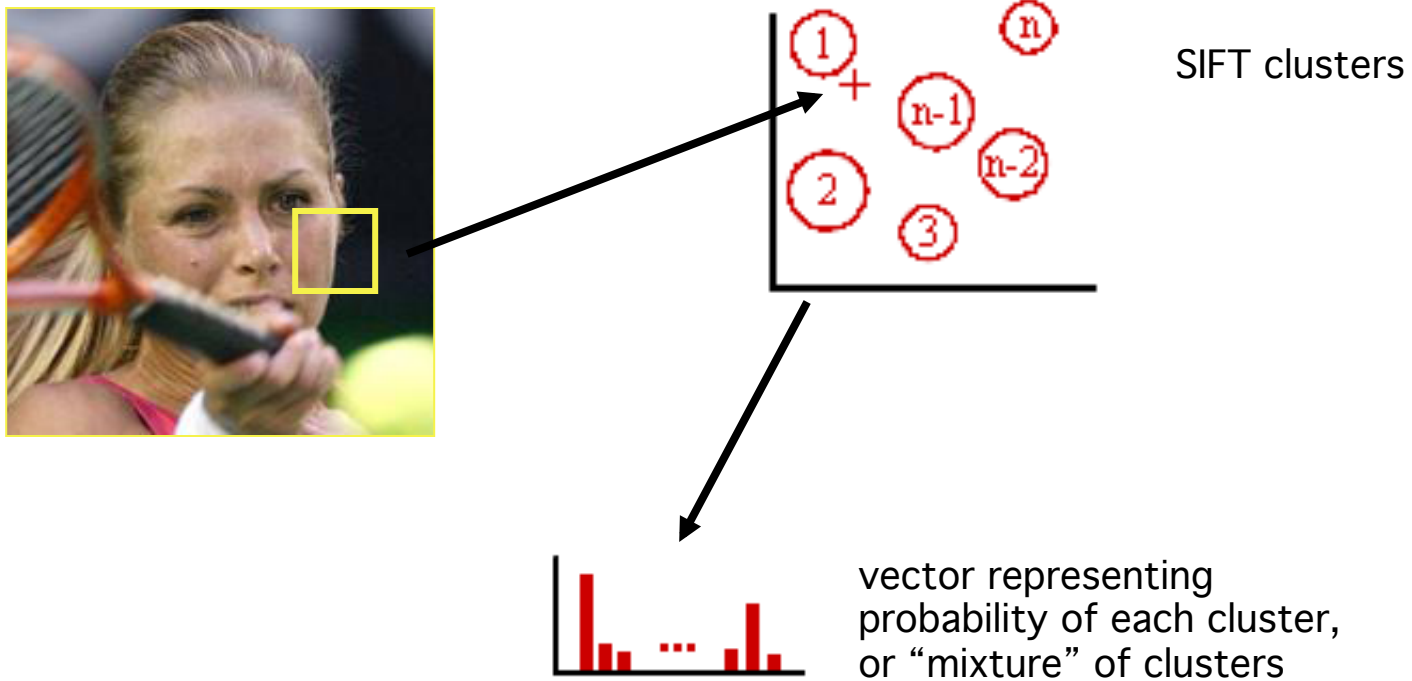 1
n
SIFT clusters
n-1
n-2
2
3
vector representing
probability of each cluster,
or “mixture” of clusters